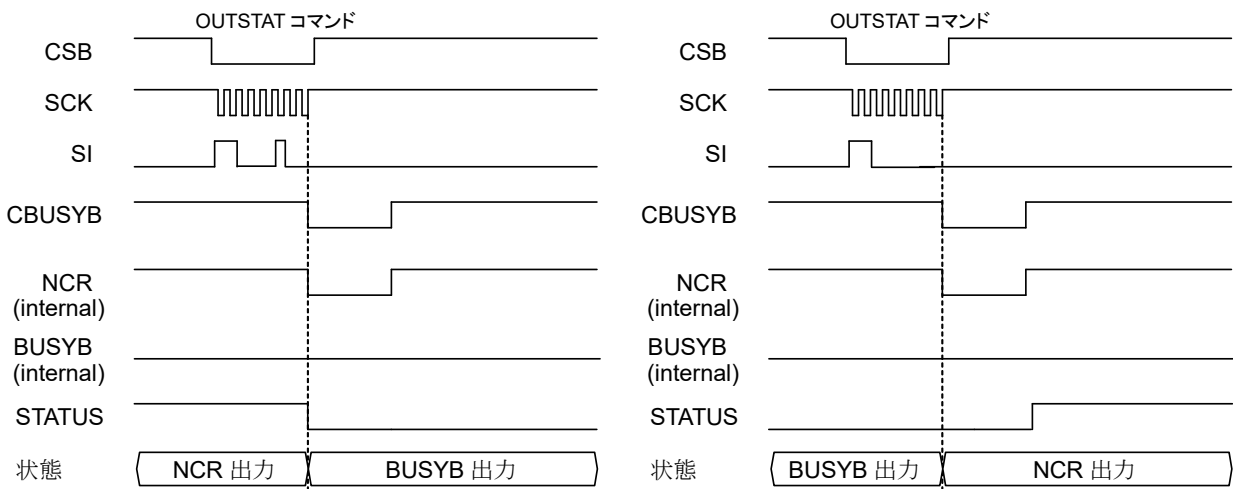 OUTSTAT コマンド
CSB
SCK
SI
CBUSYB
NCR
(internal)
BUSYB
(internal)
STATUS
状態
NCR 出力
BUSYB 出力
OUTSTAT コマンド
CSB
SCK
SI
CBUSYB
NCR
(internal)
BUSYB
(internal)
STATUS
状態
BUSYB 出力
NCR 出力